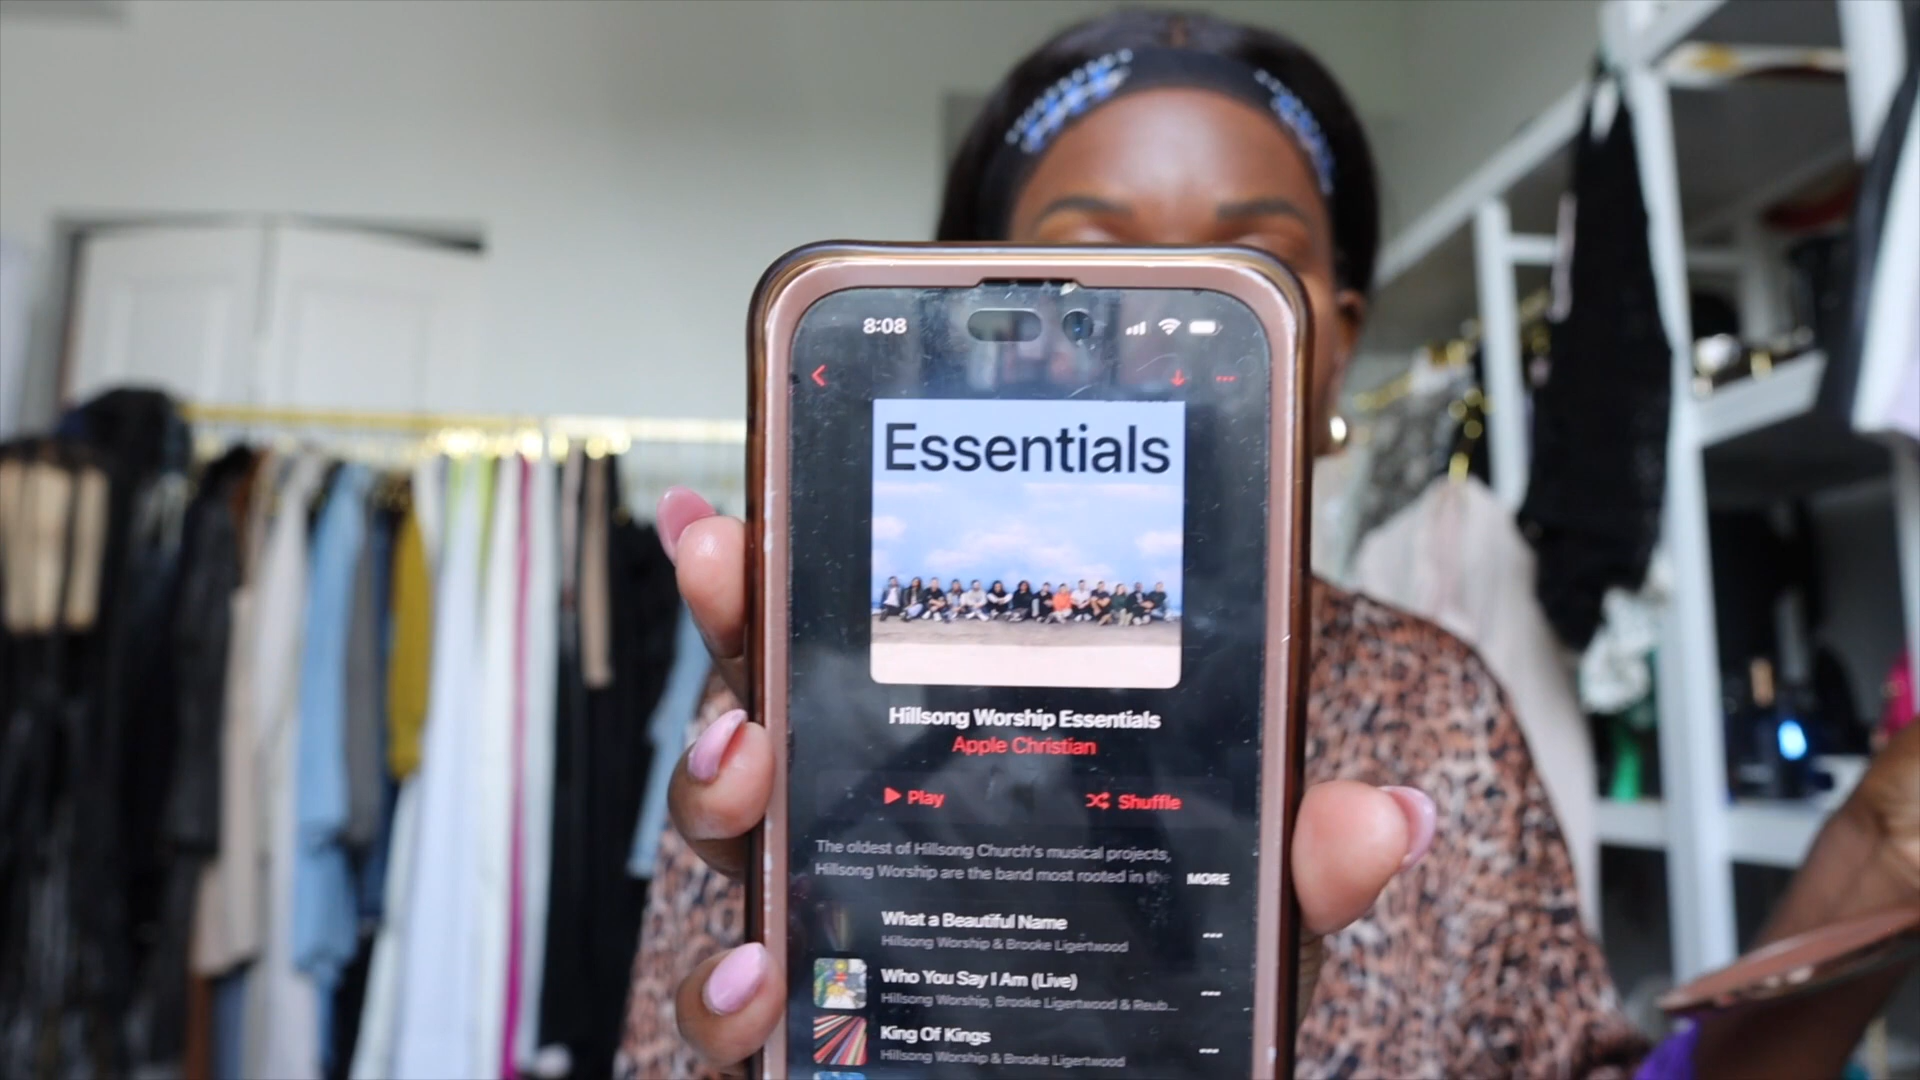 8:08
Essentials
Hillsong Worship Essentials
Apple Christian
Play
Shuffle
The oldest of Hillsong Church's musical projects,
Hillsong Worship are the band most rooted in the
MORE
What a Beautiful Name
Hillsong Worship & Brooke Ligertwood
Who You Say I Am (Live)
Hillsong Worship, Brooke Ligertwood & Reub...
King Of Kings
Hillsong Worship & Brooke Ligertwood